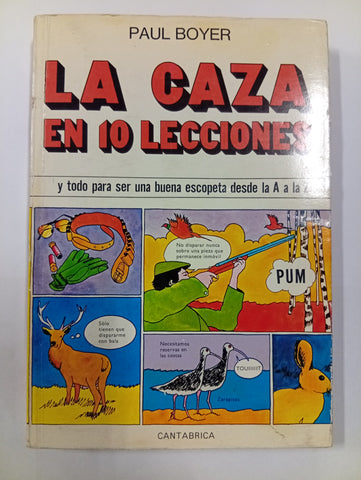 PAUL BOYER
LA CAZA
EN 10 LECCIONES
y todo para ser una buena escopeta desde la A a la
No disparar nunca
sobre una pieza que
permanece inmóvil
PUM
Sólo
tienen que
dispararme
con bala
Necesitamos
reservas en
las costas
TOUIIIT
CANTABRICA